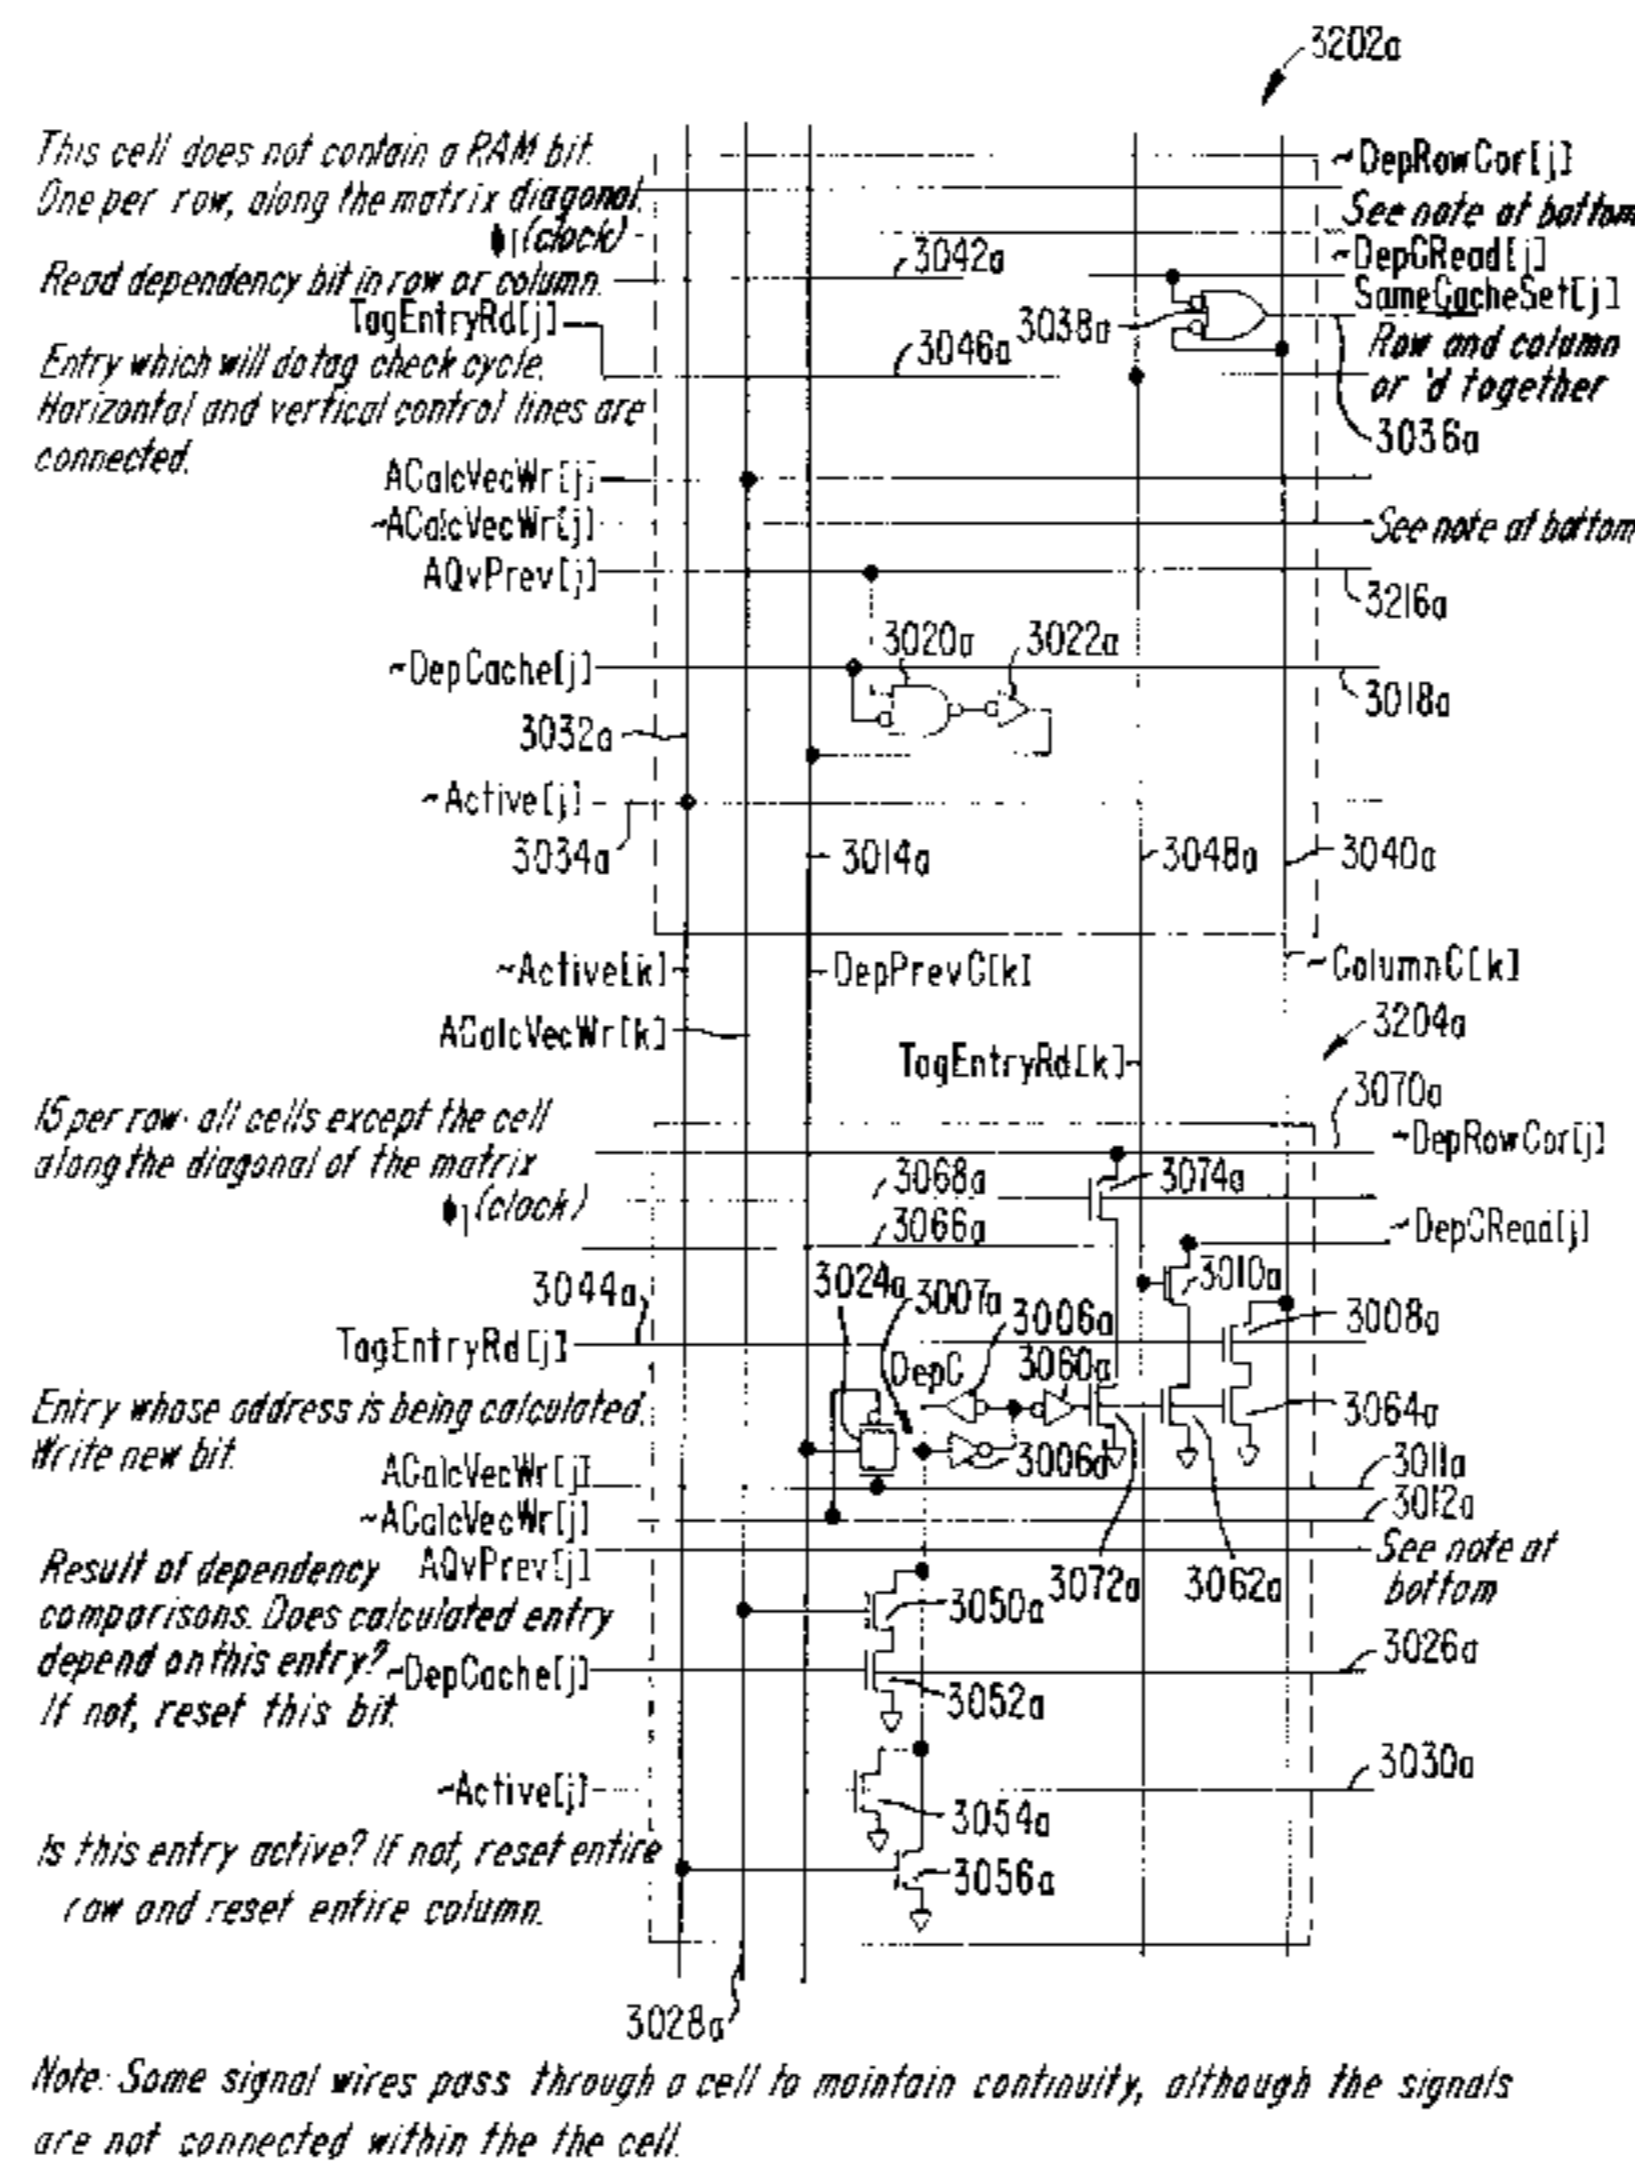 3202a
This cell does not contain a RAM bit.
One per row, along the matrix diagonal.
~DepRowCor[j]
See note at bottom
ɸ1(clock)
~DepCRead[j]
Read dependency bit in row or column.
3042a
SameCacheSet[j]
TagEntryRd[j]
3038a
3046a
Row and column
or'd together
Entry which will do tag check cycle.
Horizontal and vertical control lines are
connected.
3036a
ACalcVecWr[j]
~ACalcVecWr[j]
See note at bottom
AQvPrev[j]
3216a
3020a
3022a
~DepCache[j]
3018a
3032a
~Active[j]
3034a
3014a
3048a
3040a
~Active[k]
DepPrevC[k]
~ColumnC[k]
ACalcVecWr[k]
3204a
TagEntryRd[k]
3070a
15 per row- all cells except the cell
along the diagonal of the matrix
~DepRowCor[j]
3068a
3074a
ɸ1(clock)
3066a
~DepCRead[j]
3044a
3024a
3007a
3010a
3006a
3008a
TagEntryRd[j]
DepC
3060a
Entry whose address is being calculated.
Write new bit.
3064a
3006d
3011a
ACalcVecWr[j]
3012a
~ACalcVecWr[j]
AQvPrev[j]
See note at
bottom
3072a
3062a
Result of dependency
comparisons. Does calculated entry
depend on this entry?
If not, reset this bit.
3050a
~DepCache[j]
3026a
3052a
~Active[j]
3030a
3054a
Is this entry active? If not, reset entire
row and reset entire column.
3056a
3028a
Note: Some signal wires pass through a cell to maintain continuity, although the signals
are not connected within the the cell.